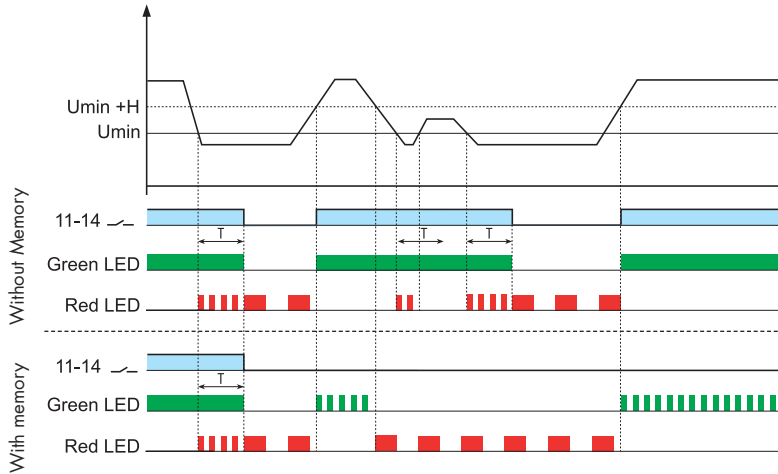 Umin +H
Umin
Without Memory
11-14
T
T
T
Green LED
Red LED
With memory
11-14
T
Green LED
Red LED